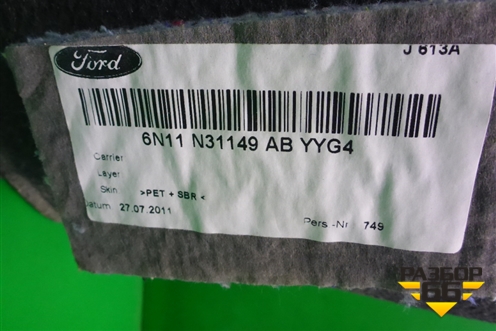 Ford
J 613A
6N11 N31149 AB YYG4
Carrier
Layer
Skin >PET + SBR <
Datum 27.07.2011
Pers.-Nr. 749
РАЗБОР
66